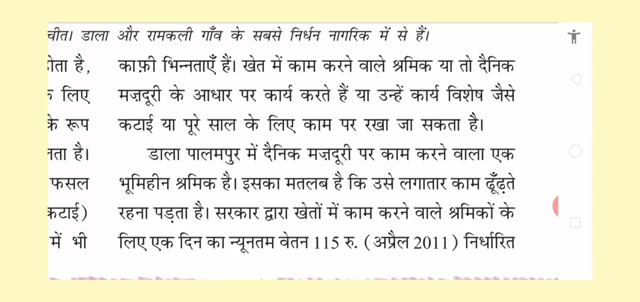 चीत। डाला और रामकली गाँव के सबसे निर्धन नागरिक में से हैं।
होता है,
के लिए
के रूप
नता है।
फसल
कटाई)
में भी
काफ़ी भिन्नताएँ हैं। खेत में काम करने वाले श्रमिक या तो दैनिक
मज़दूरी के आधार पर कार्य करते हैं या उन्हें कार्य विशेष जैसे
कटाई या पूरे साल के लिए काम पर रखा जा सकता है।
डाला पालमपुर में दैनिक मज़दूरी पर काम करने वाला एक
भूमिहीन श्रमिक है। इसका मतलब है कि उसे लगातार काम ढूँढ़ते
रहना पड़ता है। सरकार द्वारा खेतों में काम करने वाले श्रमिकों के
लिए एक दिन का न्यूनतम वेतन 115 रु. (अप्रैल 2011) निर्धारित